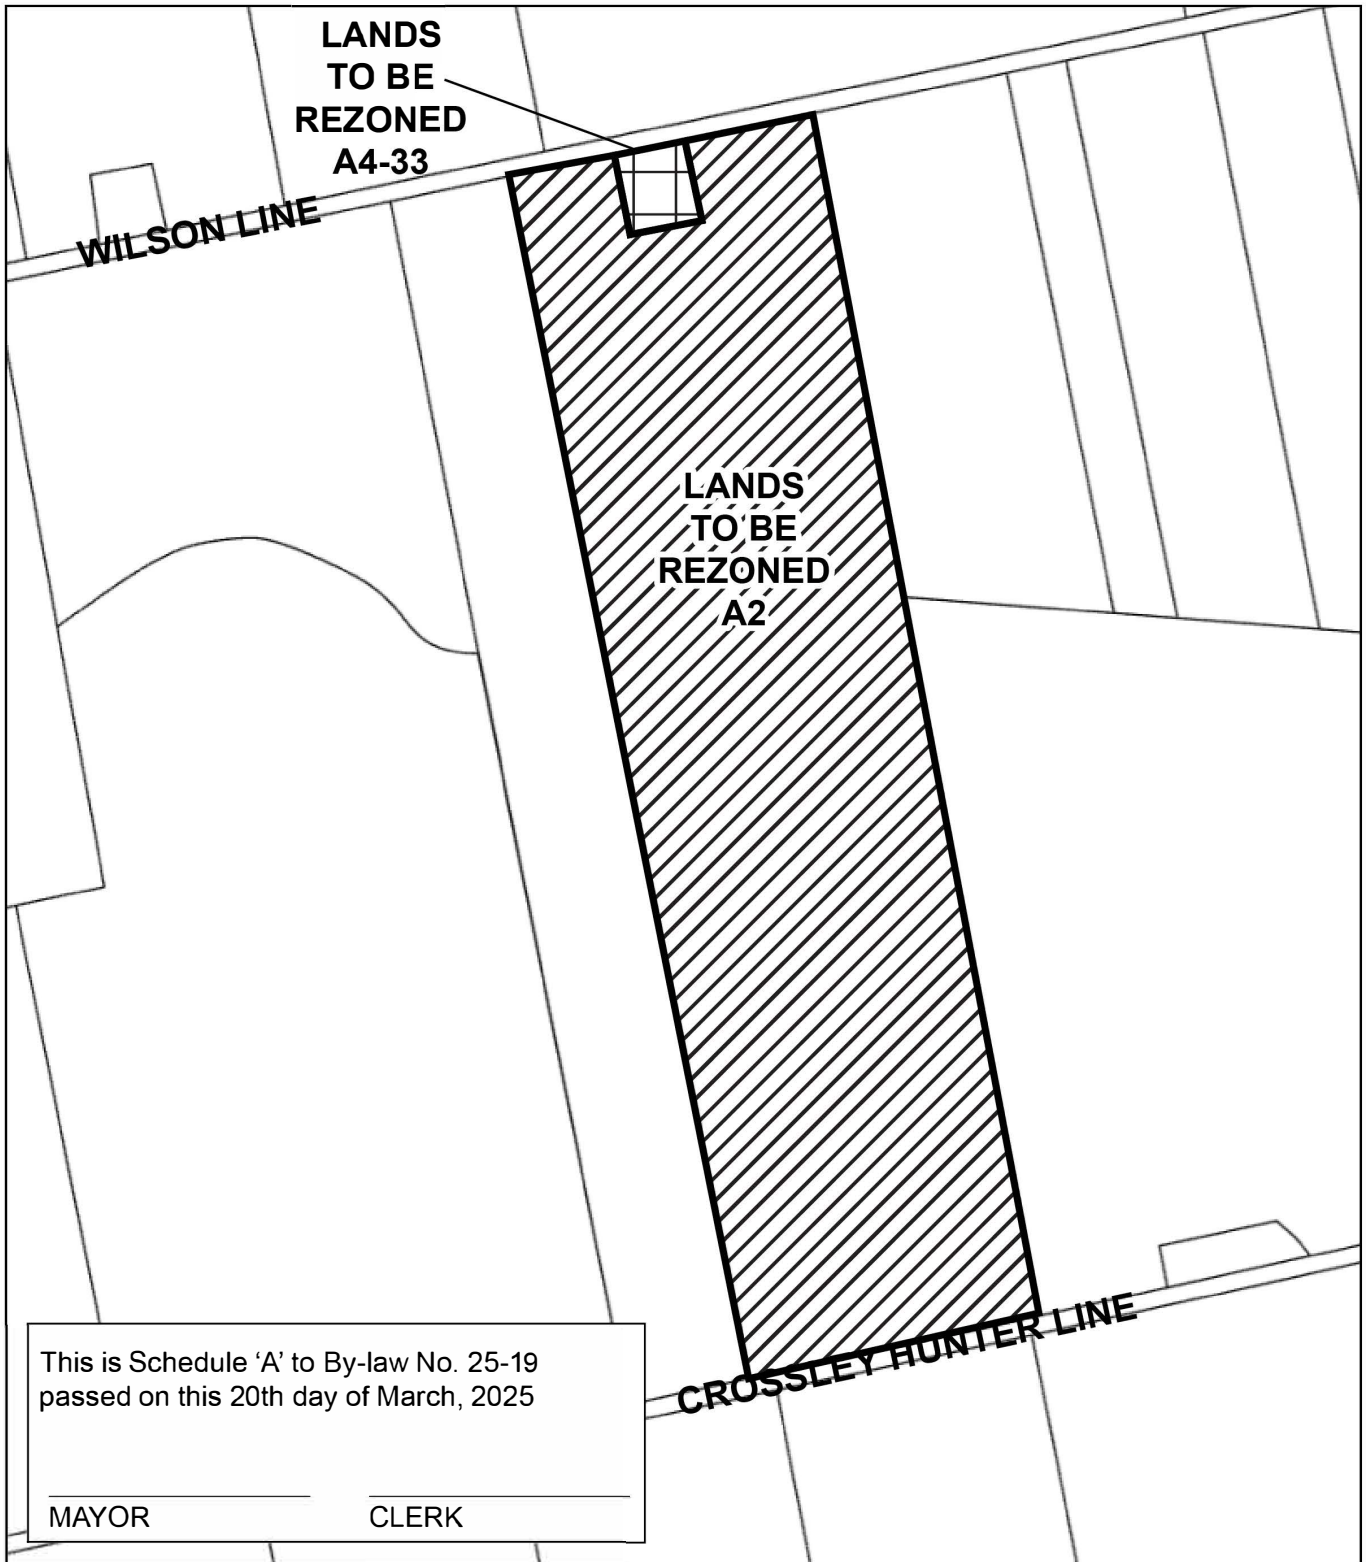 LANDS
TO BE
REZONED
A4-33
WILSON LINE
LANDS
TO BE
REZONED
A2
CROSSLEY HUNTER LINE
This is Schedule ‘A’ to By-law No. 25-19
passed on this 20th day of March, 2025
MAYOR CLERK